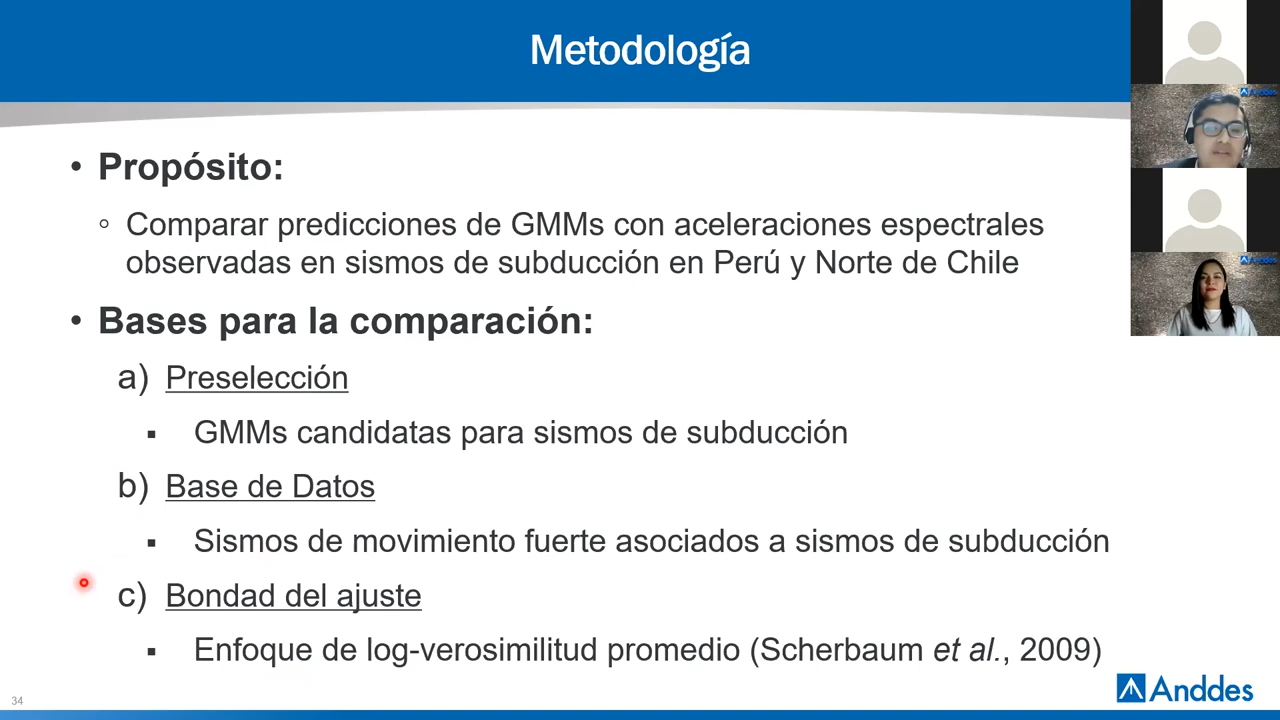 Metodología
• Propósito:
◦ Comparar predicciones de GMMs con aceleraciones espectrales
observadas en sismos de subducción en Perú y Norte de Chile
• Bases para la comparación:
a) Preselección
▪ GMMs candidatas para sismos de subducción
b) Base de Datos
▪ Sismos de movimiento fuerte asociados a sismos de subducción
c) Bondad del ajuste
▪ Enfoque de log-verosimilitud promedio (Scherbaum et al., 2009)
34
Anddes
Anddes
Anddes